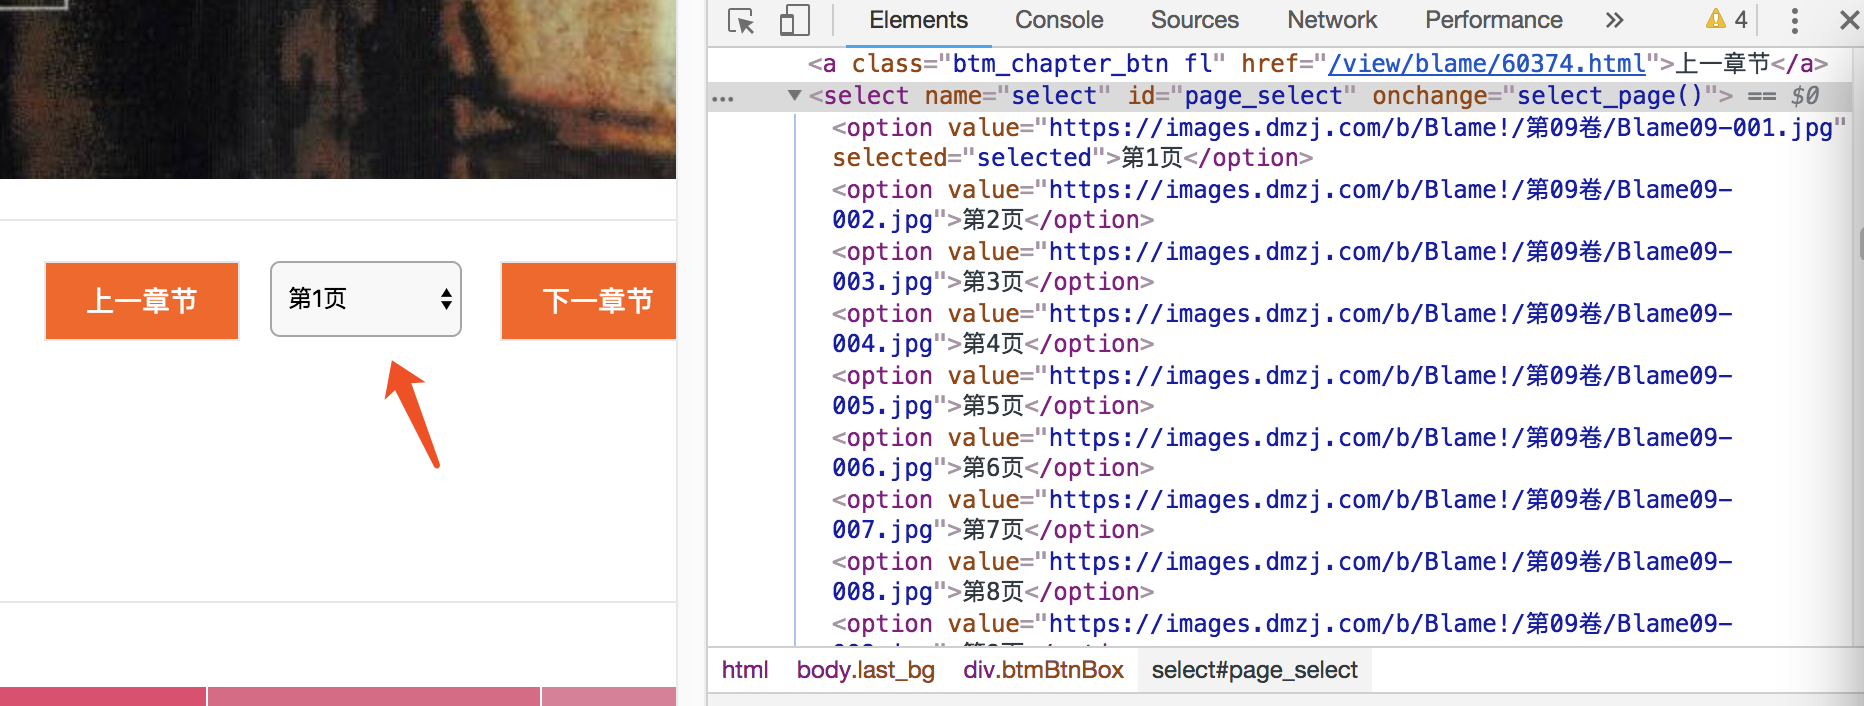 上一章节
第1页
下一章节
Elements Console Sources Network Performance » 4
<a class="btm_chapter_btn fl" href="/view/blame/60374.html">上一章节</a>
... <select name="select" id="page_select" onchange="select_page()"> == $0
<option value="https://images.dmzj.com/b/Blame!/第09卷/Blame09-001.jpg"
selected="selected">第1页</option>
<option value="https://images.dmzj.com/b/Blame!/第09卷/Blame09-
002.jpg">第2页</option>
<option value="https://images.dmzj.com/b/Blame!/第09卷/Blame09-
003.jpg">第3页</option>
<option value="https://images.dmzj.com/b/Blame!/第09卷/Blame09-
004.jpg">第4页</option>
<option value="https://images.dmzj.com/b/Blame!/第09卷/Blame09-
005.jpg">第5页</option>
<option value="https://images.dmzj.com/b/Blame!/第09卷/Blame09-
006.jpg">第6页</option>
<option value="https://images.dmzj.com/b/Blame!/第09卷/Blame09-
007.jpg">第7页</option>
<option value="https://images.dmzj.com/b/Blame!/第09卷/Blame09-
008.jpg">第8页</option>
<option value="https://images.dmzj.com/b/Blame!/第09卷/Blame09-
html body.last_bg div.btmBtnBox select#page_select